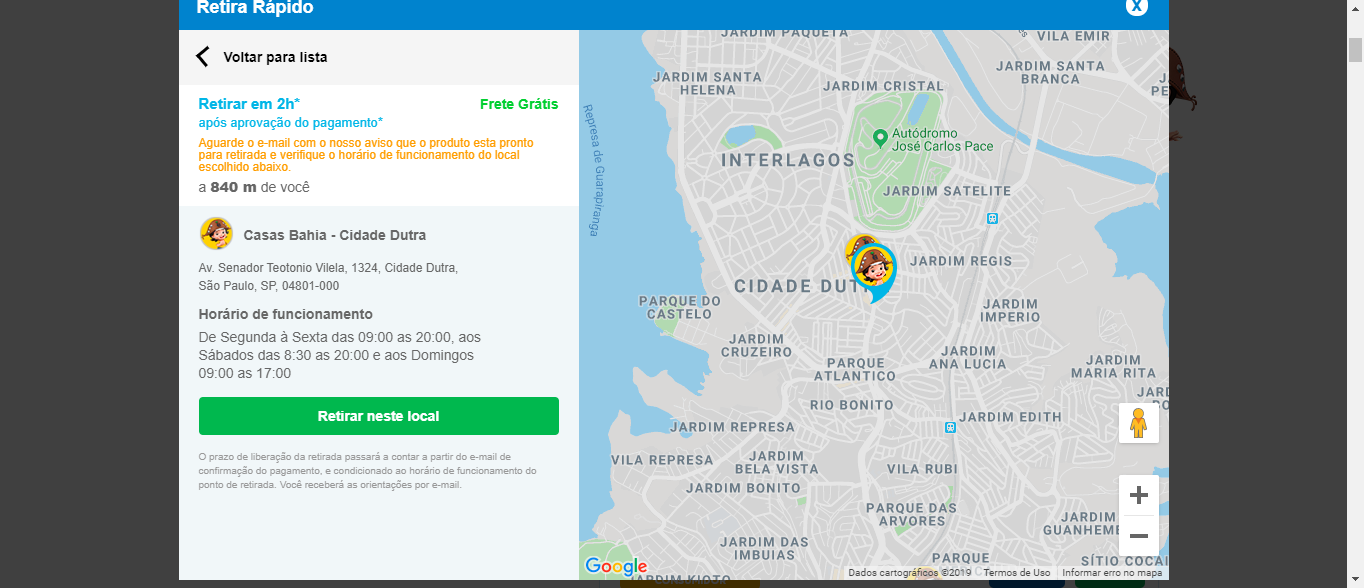 Retira Rápido
X
Voltar para lista
Retirar em 2h*
Frete Grátis
após aprovação do pagamento*
Aguarde o e-mail com o nosso aviso que o produto esta pronto
para retirada e verifique o horário de funcionamento do local
escolhido abaixo.
a 840 m de você
Casas Bahia - Cidade Dutra
Av. Senador Teotonio Vilela, 1324, Cidade Dutra,
São Paulo, SP, 04801-000
Horário de funcionamento
De Segunda à Sexta das 09:00 as 20:00, aos
Sábados das 8:30 as 20:00 e aos Domingos
09:00 as 17:00
Retirar neste local
O prazo de liberação da retirada passará a contar a partir do e-mail de
confirmação do pagamento, e condicionado ao horário de funcionamento do
ponto de retirada. Você receberá as orientações por e-mail.
JARDIM PAQUETA
VILA EMIR
JARDIM SANTA
HELENA
JARDIM CRISTAL
JARDIM SANTA
BRANCA
PE
Represa de Guarapiranga
Autódromo
José Carlos Pace
INTERLAGOS
JARDIM SATELITE
JARDIM REGIS
CIDADE DUT
PARQUE DO
CASTELO
JARDIM
IMPERIO
JARDIM
CRUZEIRO
JARDIM
ANA LUCIA
PARQUE
ATLANTICO
JARDIM
MARIA RITA
RIO BONITO
JARDIM EDITH
JARDIM REPRESA
VILA REPRESA
JARDIM
BELA VISTA
VILA RUBI
JARDIM BONITO
PARQUE DAS
ARVORES
JARDIM
GUANHEME
JARDIM DAS
IMBUIAS
PARQUE
SÍTIO COCAI
Google
JARDIM KIOTO
Dados cartográficos ©2019
Termos de Uso
Informar erro no mapa